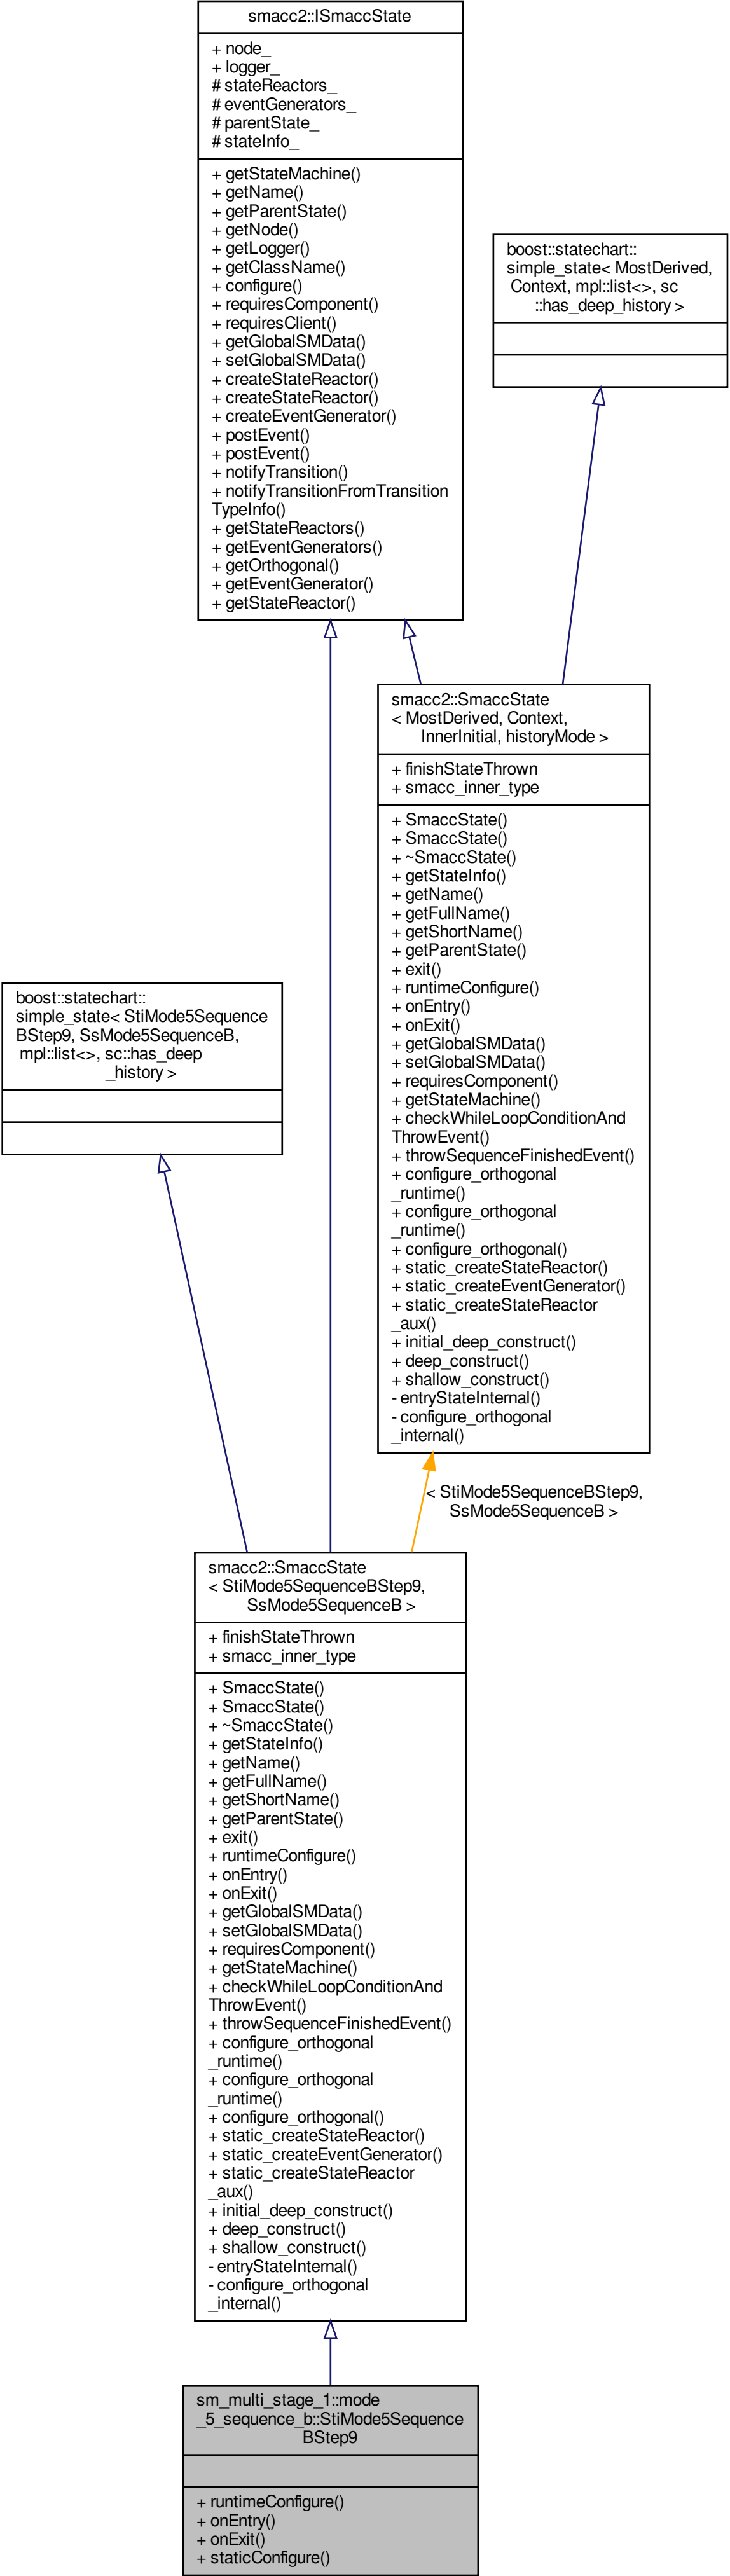 smacc2::ISmaccState
+ node_
+ logger_
# stateReactors_
# eventGenerators_
# parentState_
# stateInfo_
+ getStateMachine()
+ getName()
+ getParentState()
+ getNode()
+ getLogger()
+ getClassName()
+ configure()
+ requiresComponent()
+ requiresClient()
+ getGlobalSMData()
+ setGlobalSMData()
+ createStateReactor()
+ createStateReactor()
+ createEventGenerator()
+ postEvent()
+ postEvent()
+ notifyTransition()
+ notifyTransitionFromTransition
TypeInfo()
+ getStateReactors()
+ getEventGenerators()
+ getOrthogonal()
+ getEventGenerator()
+ getStateReactor()
boost::statechart::
simple_state< MostDerived,
Context, mpl::list<>, sc
::has_deep_history >
smacc2::SmaccState
< MostDerived, Context,
InnerInitial, historyMode >
+ finishStateThrown
+ smacc_inner_type
+ SmaccState()
+ SmaccState()
+ ~SmaccState()
+ getStateInfo()
+ getName()
+ getFullName()
+ getShortName()
+ getParentState()
+ exit()
+ runtimeConfigure()
+ onEntry()
+ onExit()
+ getGlobalSMData()
+ setGlobalSMData()
+ requiresComponent()
+ getStateMachine()
+ checkWhileLoopConditionAnd
ThrowEvent()
+ throwSequenceFinishedEvent()
+ configure_orthogonal
_runtime()
+ configure_orthogonal
_runtime()
+ configure_orthogonal()
+ static_createStateReactor()
+ static_createEventGenerator()
+ static_createStateReactor
_aux()
+ initial_deep_construct()
+ deep_construct()
+ shallow_construct()
- entryStateInternal()
- configure_orthogonal
_internal()
boost::statechart::
simple_state< StiMode5Sequence
BStep9, SsMode5SequenceB,
mpl::list<>, sc::has_deep
_history >
< StiMode5SequenceBStep9,
SsMode5SequenceB >
smacc2::SmaccState
< StiMode5SequenceBStep9,
SsMode5SequenceB >
+ finishStateThrown
+ smacc_inner_type
+ SmaccState()
+ SmaccState()
+ ~SmaccState()
+ getStateInfo()
+ getName()
+ getFullName()
+ getShortName()
+ getParentState()
+ exit()
+ runtimeConfigure()
+ onEntry()
+ onExit()
+ getGlobalSMData()
+ setGlobalSMData()
+ requiresComponent()
+ getStateMachine()
+ checkWhileLoopConditionAnd
ThrowEvent()
+ throwSequenceFinishedEvent()
+ configure_orthogonal
_runtime()
+ configure_orthogonal
_runtime()
+ configure_orthogonal()
+ static_createStateReactor()
+ static_createEventGenerator()
+ static_createStateReactor
_aux()
+ initial_deep_construct()
+ deep_construct()
+ shallow_construct()
- entryStateInternal()
- configure_orthogonal
_internal()
sm_multi_stage_1::mode
_5_sequence_b::StiMode5Sequence
BStep9
+ runtimeConfigure()
+ onEntry()
+ onExit()
+ staticConfigure()